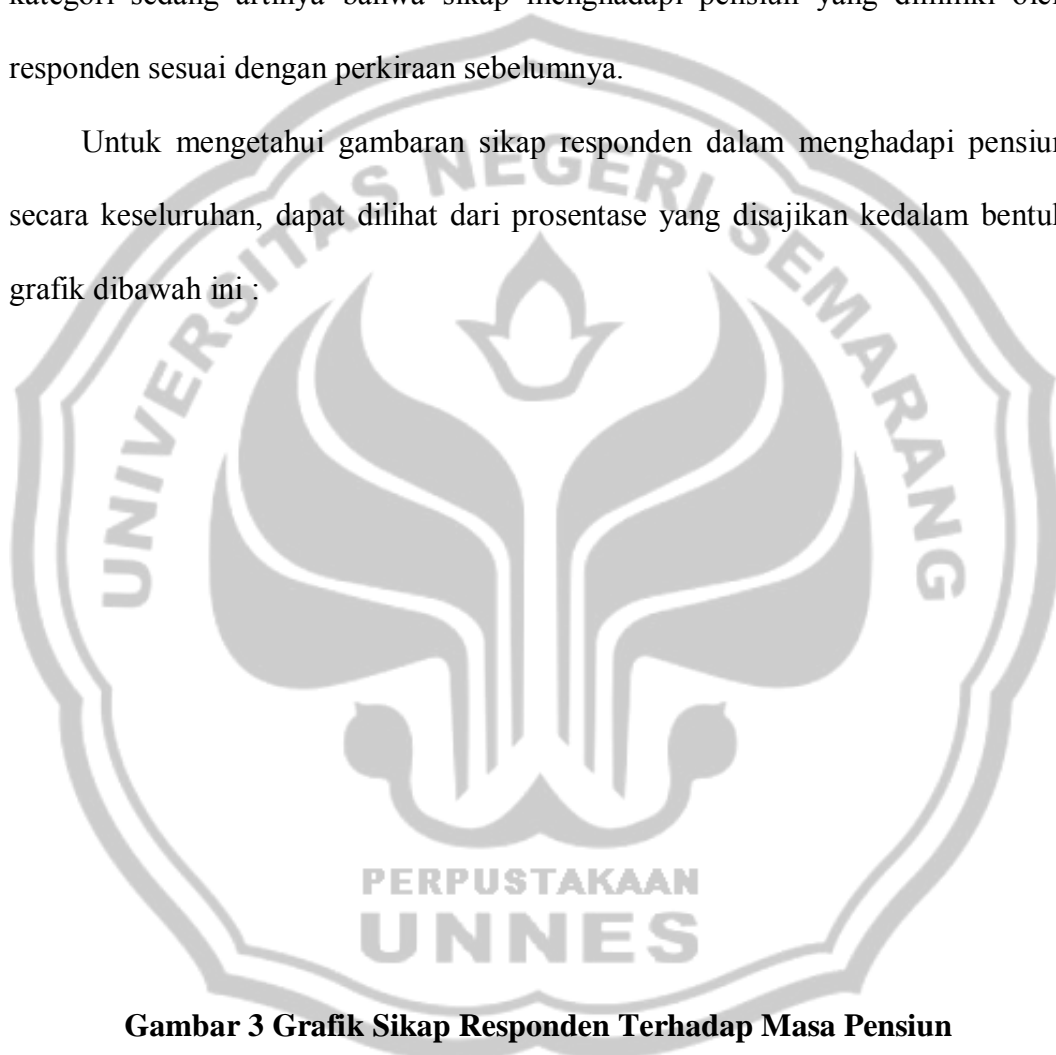 kategori sedang artinya bahwa sikap menghadapi pensiun yang dimiliki oleh
responden sesuai dengan perkiraan sebelumnya.
Untuk mengetahui gambaran sikap responden dalam menghadapi pensiun
secara keseluruhan, dapat dilihat dari prosentase yang disajikan kedalam bentuk
grafik dibawah ini :
UNIVERSITAS NEGERI SEMARANG
PERPUSTAKAAN
UNNES
Gambar 3 Grafik Sikap Responden Terhadap Masa Pensiun